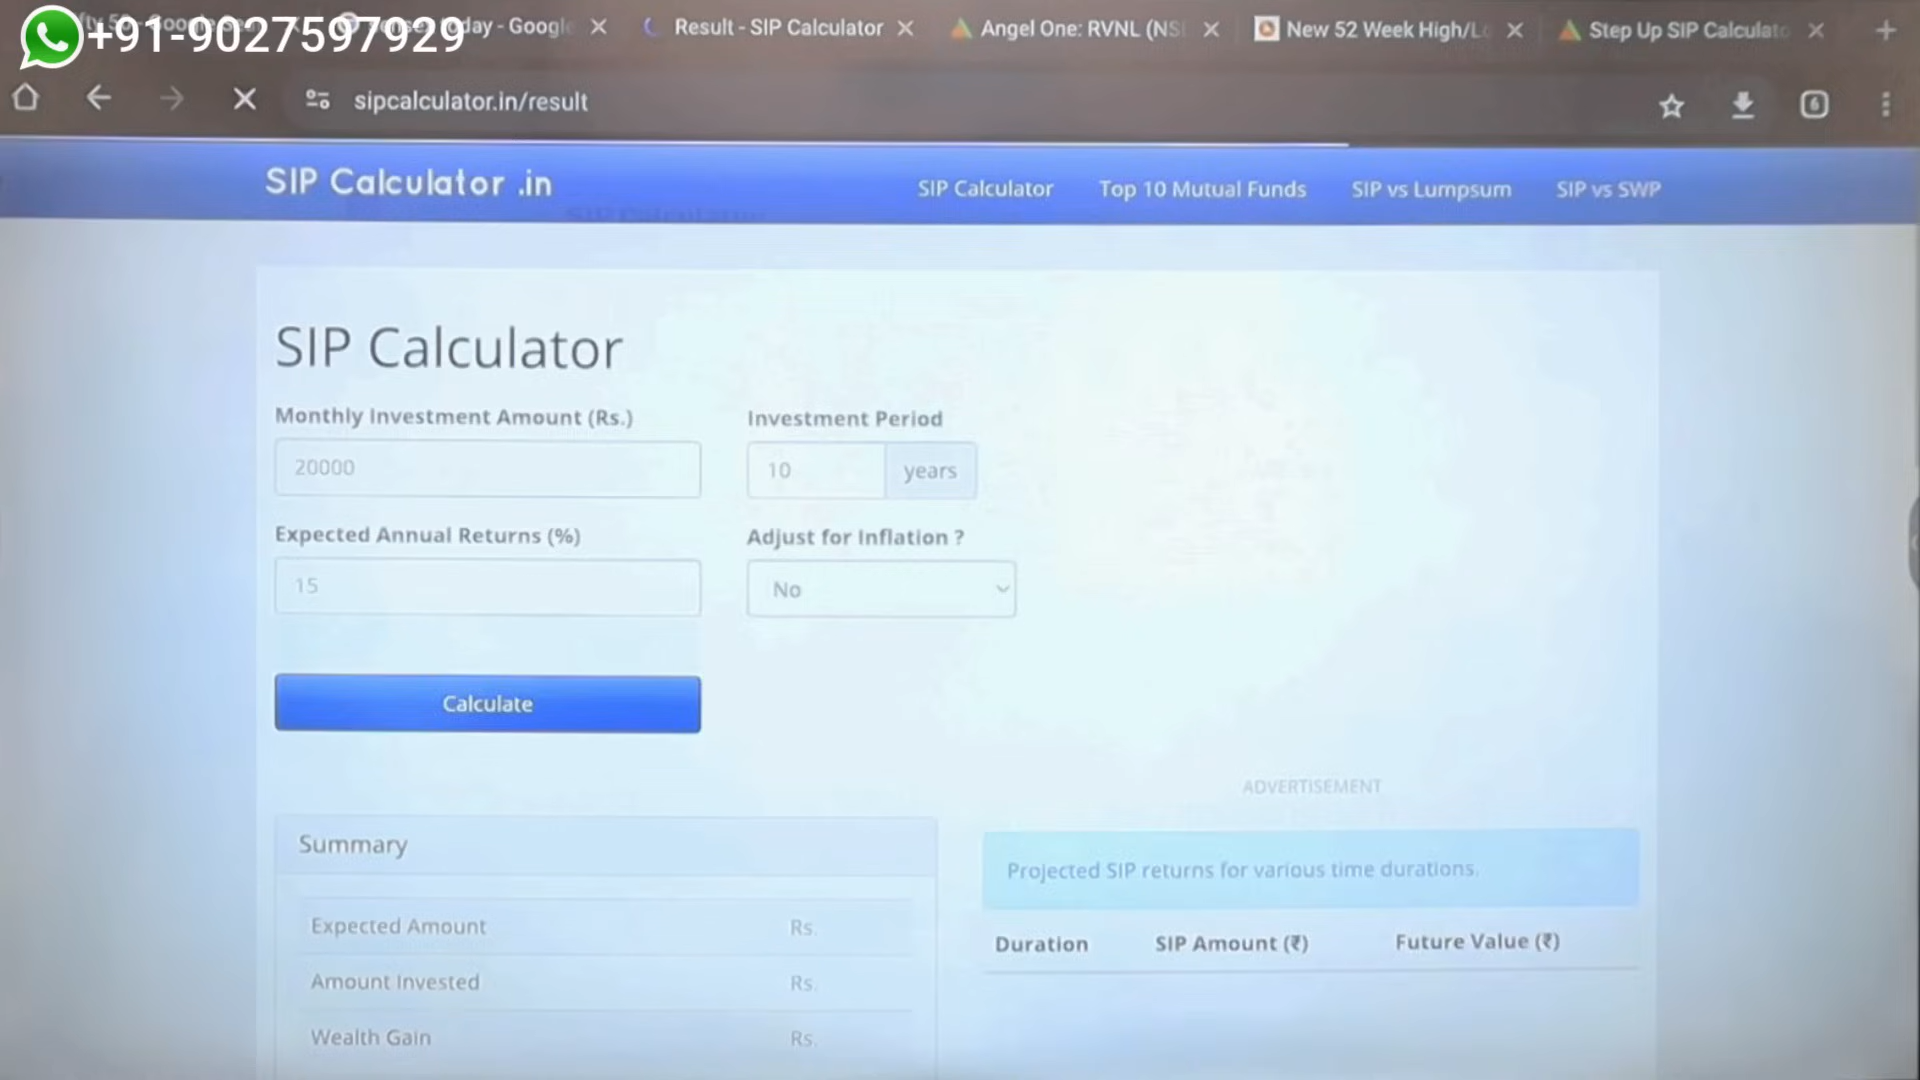 +91-9027597929
day - Google
Result - SIP Calculator
Angel One: RVNL (NS
New 52 Week High/L
Step Up SIP Calculato
sipcalculator.in/result
6
SIP Calculator .in
SIP Calculator
Top 10 Mutual Funds
SIP vs Lumpsum
SIP vs SWP
SIP Calculator
Monthly Investment Amount (Rs.)
Investment Period
20000
10 years
Expected Annual Returns (%)
Adjust for Inflation ?
15
No
Calculate
ADVERTISEMENT
Summary
Projected SIP returns for various time durations.
Expected Amount Rs.
Duration SIP Amount (₹) Future Value (₹)
Amount Invested Rs.
Wealth Gain Rs.